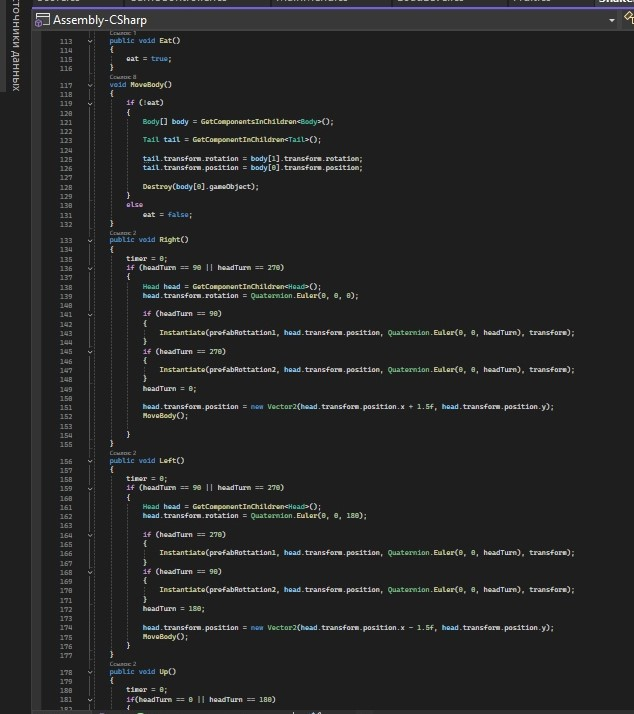 точники данных
Assembly-CSharp
Ссылок: 1
113 public void Eat()
114 {
115 eat = true;
116 }
Ссылок: 8
117 void MoveBody()
118 {
119 if (!eat)
120 {
121 Body[] body = GetComponentsInChildren<Body>();
122
123 Tail tail = GetComponentInChildren<Tail>();
124
125 tail.transform.rotation = body[1].transform.rotation;
126 tail.transform.position = body[0].transform.position;
127
128 Destroy(body[0].gameObject);
129 }
130 else
131 eat = false;
132 }
Ссылок: 2
133 public void Right()
134 {
135 timer = 0;
136 if (headTurn == 90 || headTurn == 270)
137 {
138 Head head = GetComponentInChildren<Head>();
139 head.transform.rotation = Quaternion.Euler(0, 0, 0);
140
141 if (headTurn == 90)
142 {
143 Instantiate(prefabRottation1, head.transform.position, Quaternion.Euler(0, 0, headTurn), transform);
144 }
145 if (headTurn == 270)
146 {
147 Instantiate(prefabRottation2, head.transform.position, Quaternion.Euler(0, 0, headTurn), transform);
148 }
149 headTurn = 0;
150
151 head.transform.position = new Vector2(head.transform.position.x + 1.5f, head.transform.position.y);
152 MoveBody();
153
154 }
155 }
Ссылок: 2
156 public void Left()
157 {
158 timer = 0;
159 if (headTurn == 90 || headTurn == 270)
160 {
161 Head head = GetComponentInChildren<Head>();
162 head.transform.rotation = Quaternion.Euler(0, 0, 180);
163
164 if (headTurn == 270)
165 {
166 Instantiate(prefabRottation1, head.transform.position, Quaternion.Euler(0, 0, headTurn), transform);
167 }
168 if (headTurn == 90)
169 {
170 Instantiate(prefabRottation2, head.transform.position, Quaternion.Euler(0, 0, headTurn), transform);
171 }
172 headTurn = 180;
173
174 head.transform.position = new Vector2(head.transform.position.x - 1.5f, head.transform.position.y);
175 MoveBody();
176 }
177 }
Ссылок: 2
178 public void Up()
179 {
180 timer = 0;
181 if(headTurn == 0 || headTurn == 180)